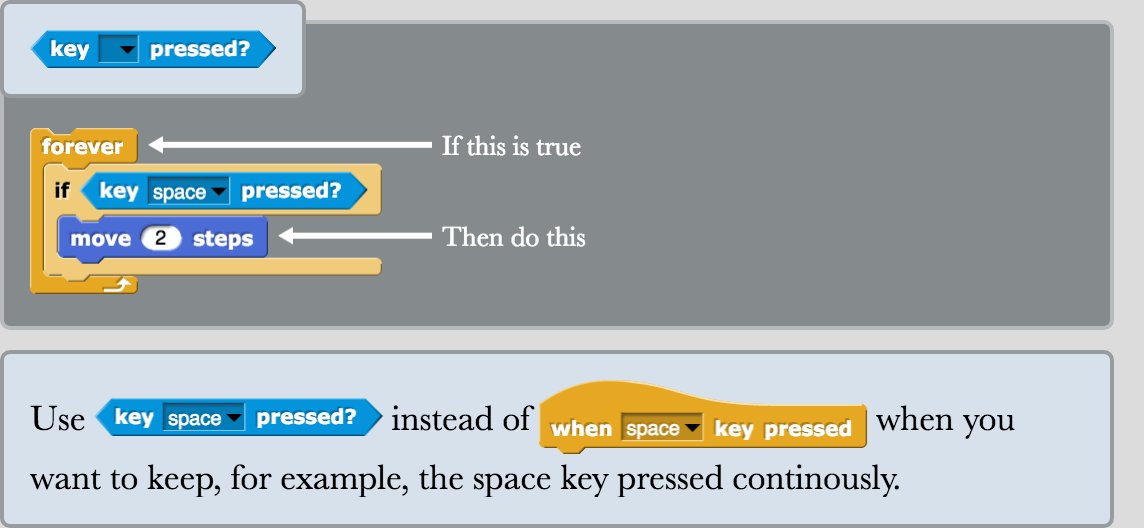 key pressed?
forever
If this is true
if key space pressed?
move 2 steps
Then do this
Use key space pressed? instead of when space key pressed when you
want to keep, for example, the space key pressed continously.